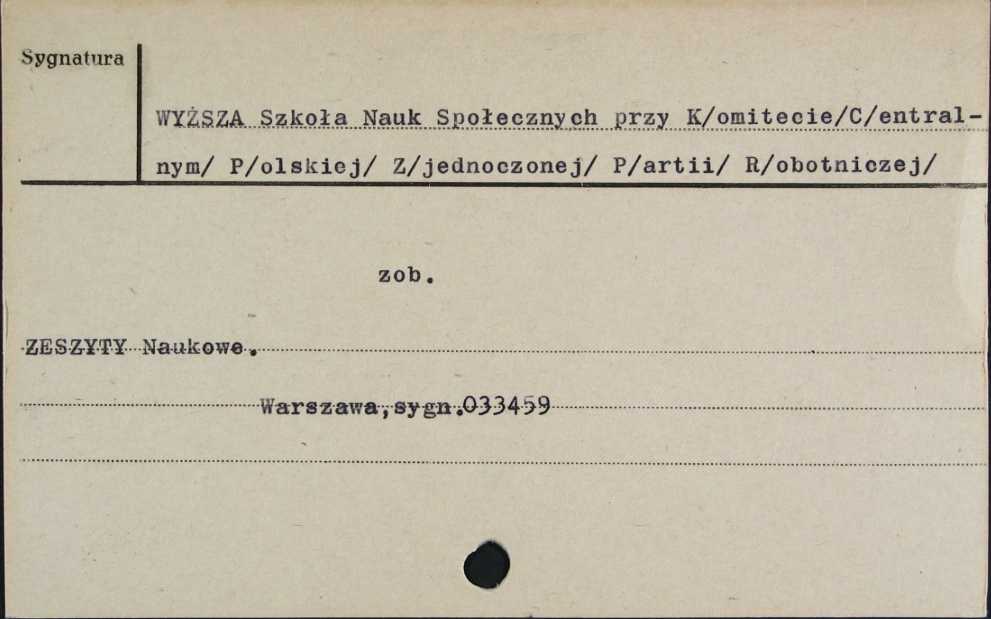 Sygnatura
WYŻSZA Szkoła Nauk Społecznych przy K/omitecie/C/entral-
nym/ P/olskiej/ Z/jednoczonej/ P/artii/ R/obotniczej/
zob.
ZESZYTY Naukowe.
Warszawa,sygn.033459